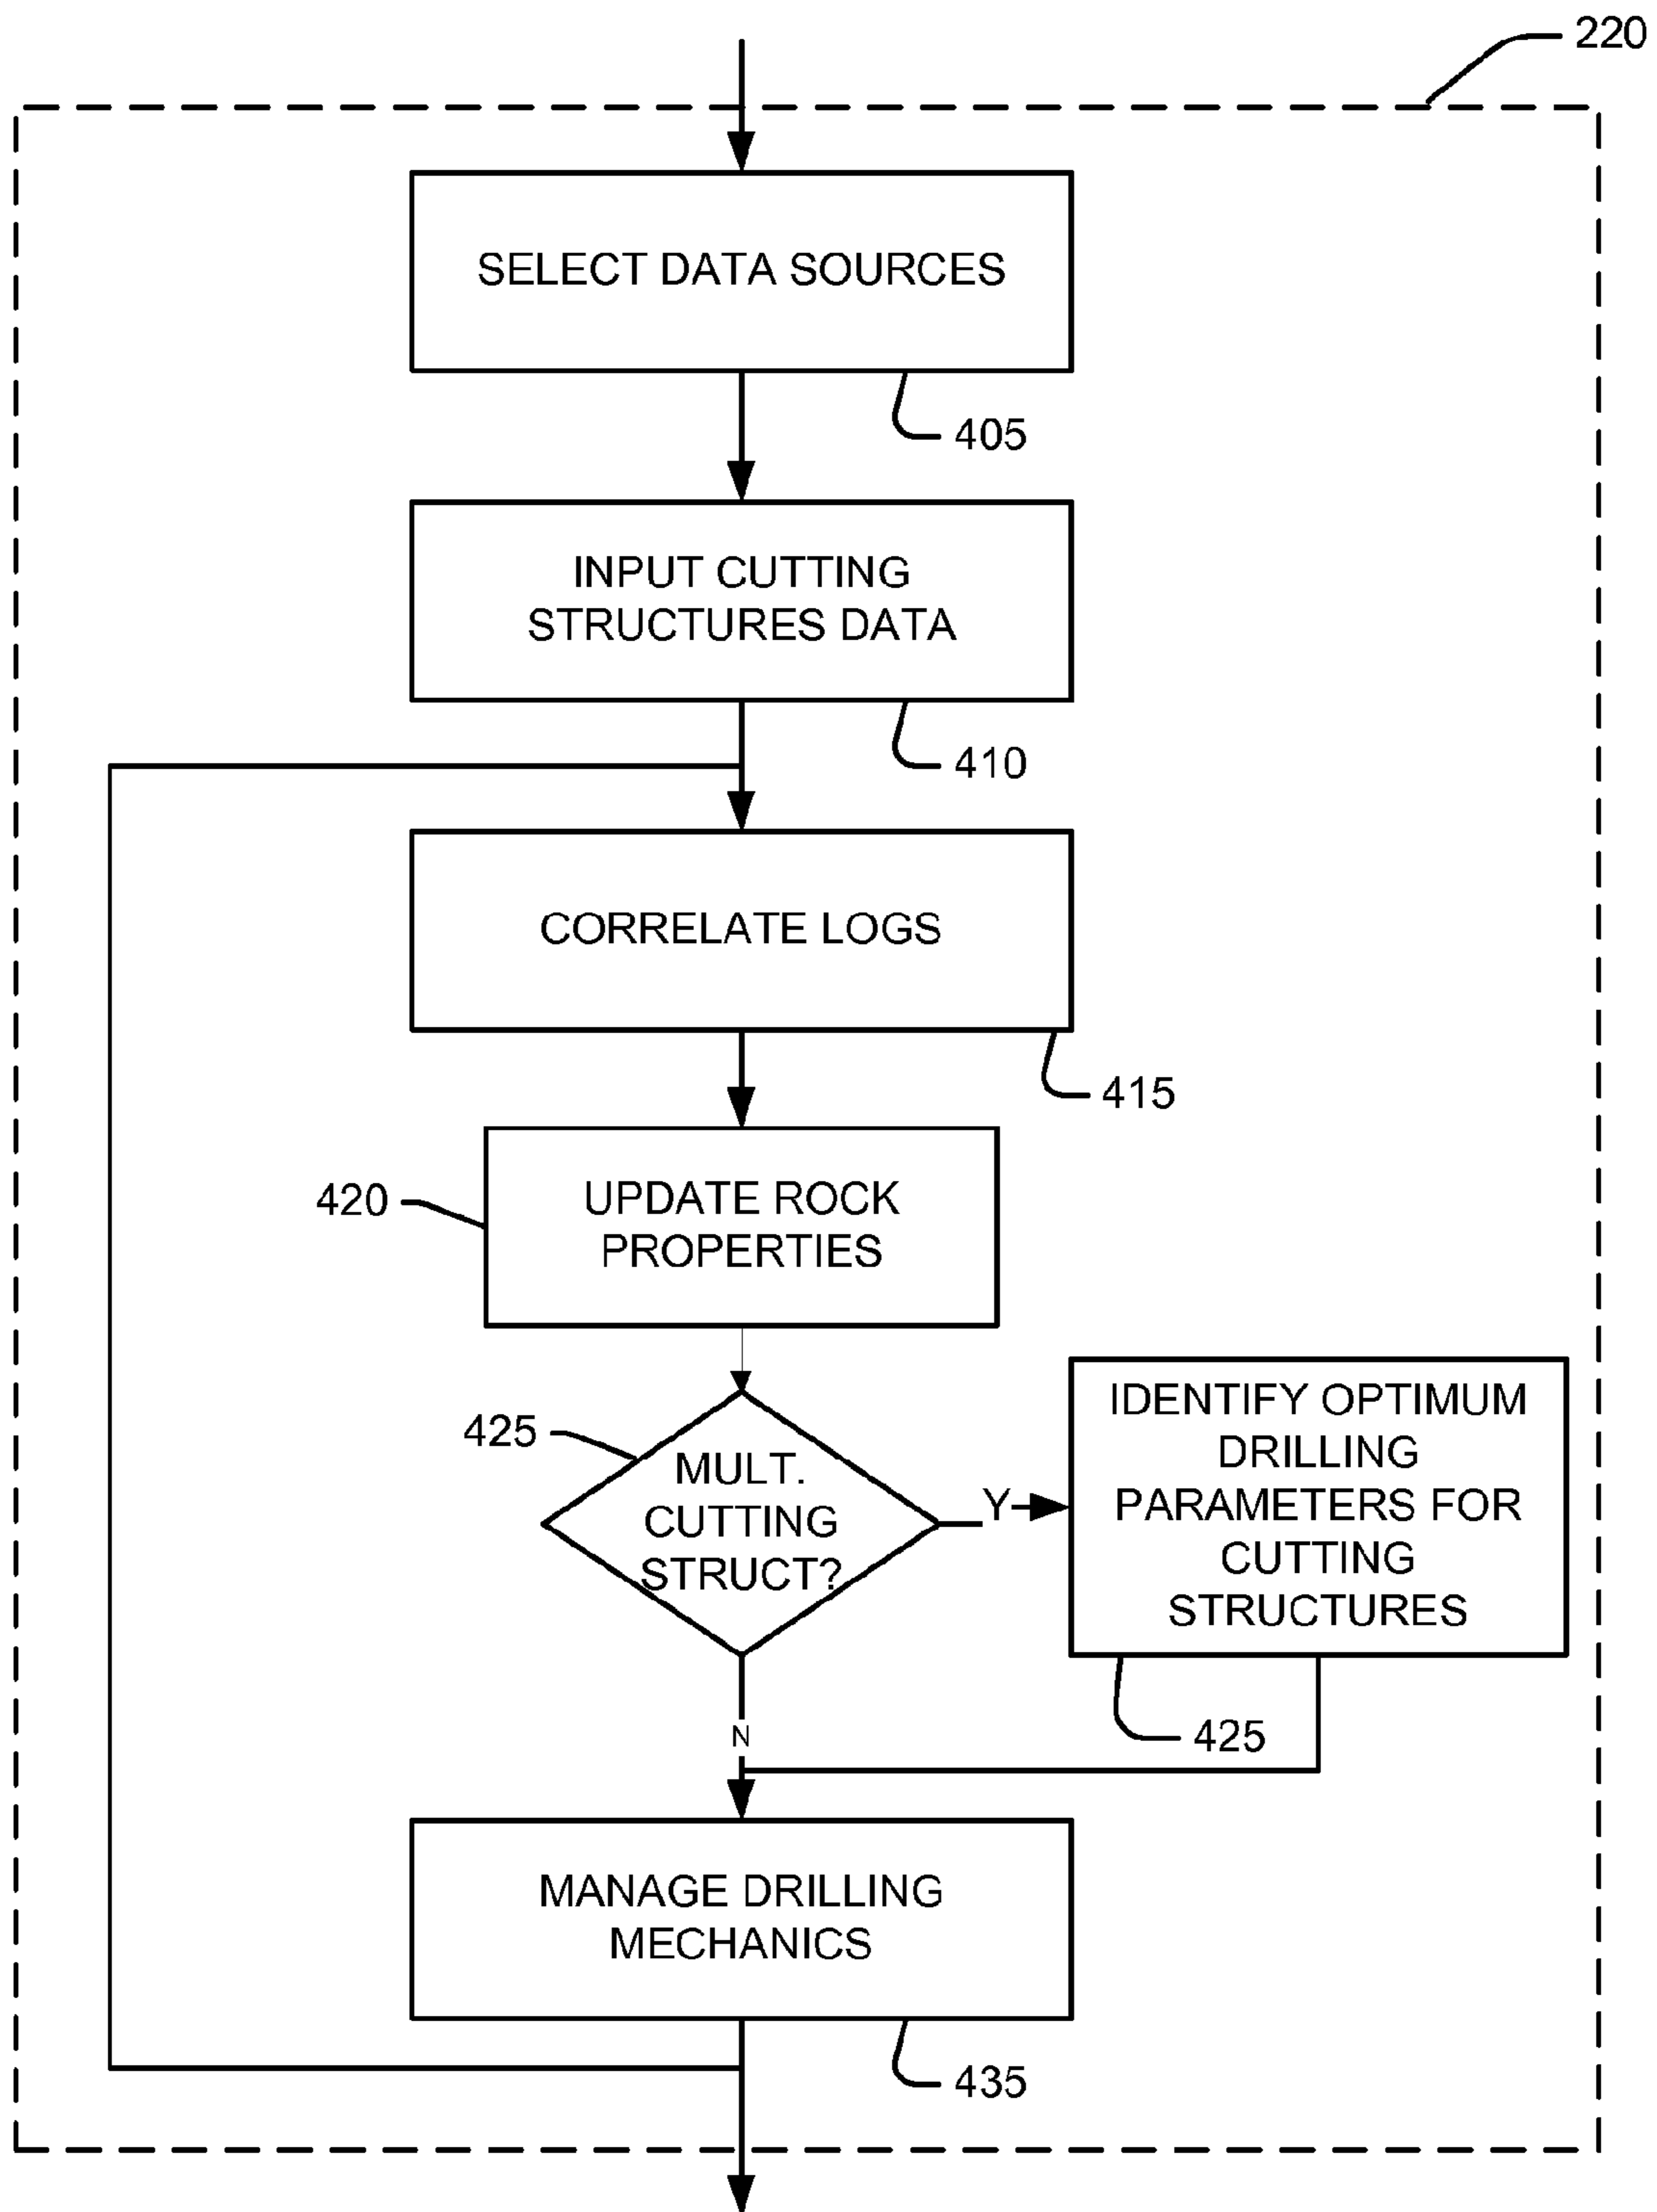 220
SELECT DATA SOURCES
405
INPUT CUTTING
STRUCTURES DATA
410
CORRELATE LOGS
415
420
UPDATE ROCK
PROPERTIES
425
MULT.
CUTTING
STRUCT?
Y
IDENTIFY OPTIMUM
DRILLING
PARAMETERS FOR
CUTTING
STRUCTURES
425
N
MANAGE DRILLING
MECHANICS
435